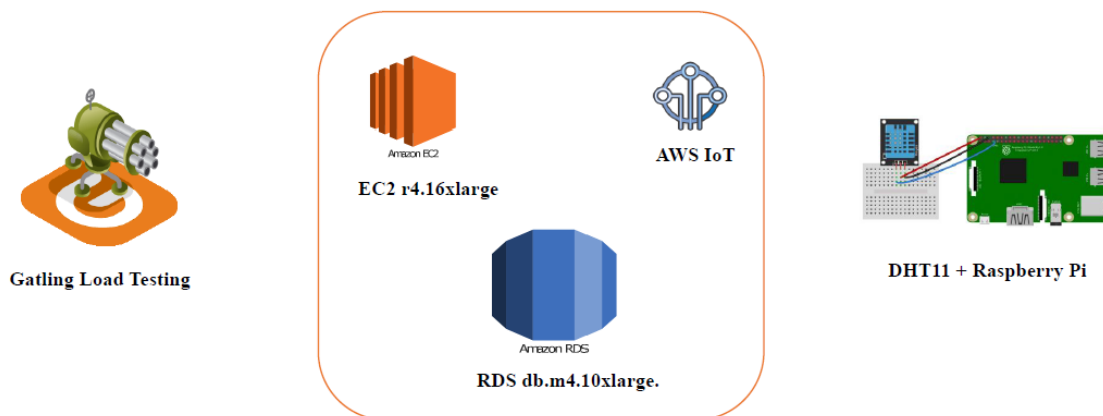 Amazon EC2
EC2 r4.16xlarge
AWS IoT
Gatling Load Testing
DHT11 + Raspberry Pi
Amazon RDS
RDS db.m4.10xlarge.